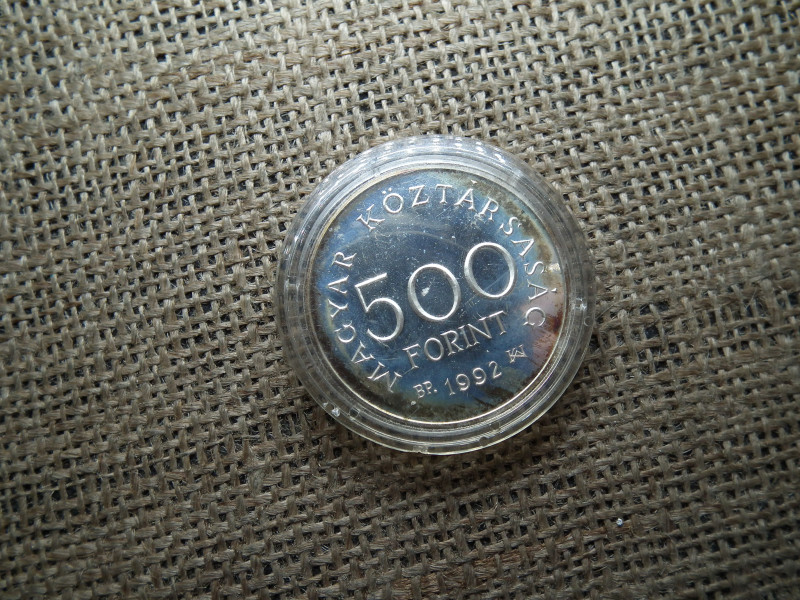 MAGYAR KÖZTÁRSASÁG
500
FORINT
BP. 1992